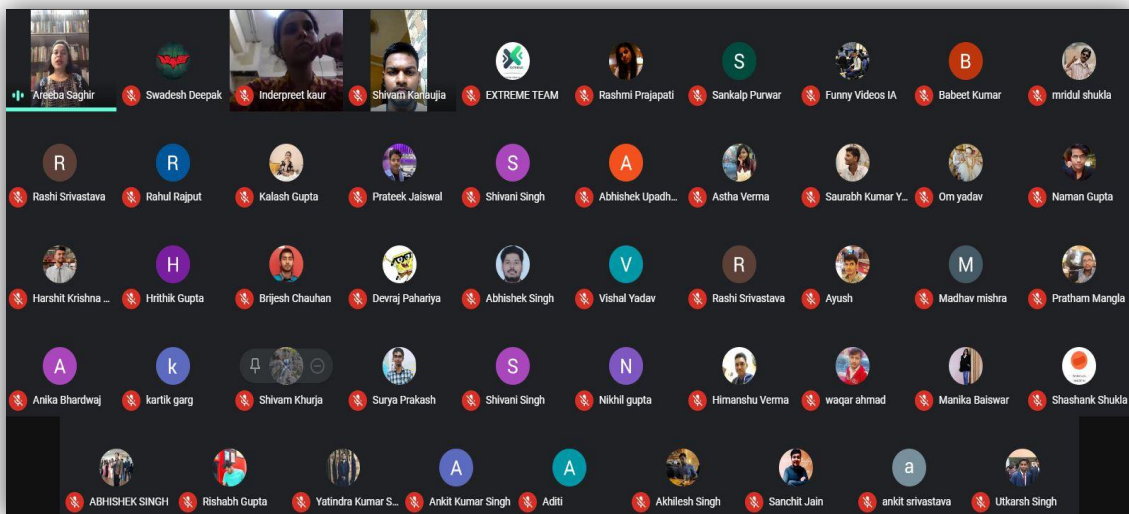 Areeba Saghir Swadesh Deepak Inderpreet kaur Shivam Kanaujia EXTREME TEAM Rashmi Prajapati S Sankalp Purwar Funny Videos IA B Babeet Kumar mridul shukla
R Rashi Srivastava R Rahul Rajput Kalash Gupta Prateek Jaiswal S Shivani Singh A Abhishek Upadh... Astha Verma Saurabh Kumar Y... Om yadav Naman Gupta
Harshit Krishna ... H Hrithik Gupta Brijesh Chauhan Devraj Pahariya Abhishek Singh V Vishal Yadav R Rashi Srivastava Ayush M Madhav mishra Pratham Mangla
A Anika Bhardwaj k kartik garg Shivam Khurja Surya Prakash S Shivani Singh N Nikhil gupta Himanshu Verma waqar ahmad Manika Baiswar Shashank Shukla
ABHISHEK SINGH Rishabh Gupta Yatindra Kumar S... A Ankit Kumar Singh A Aditi Akhilesh Singh Sanchit Jain a ankit srivastava Utkarsh Singh